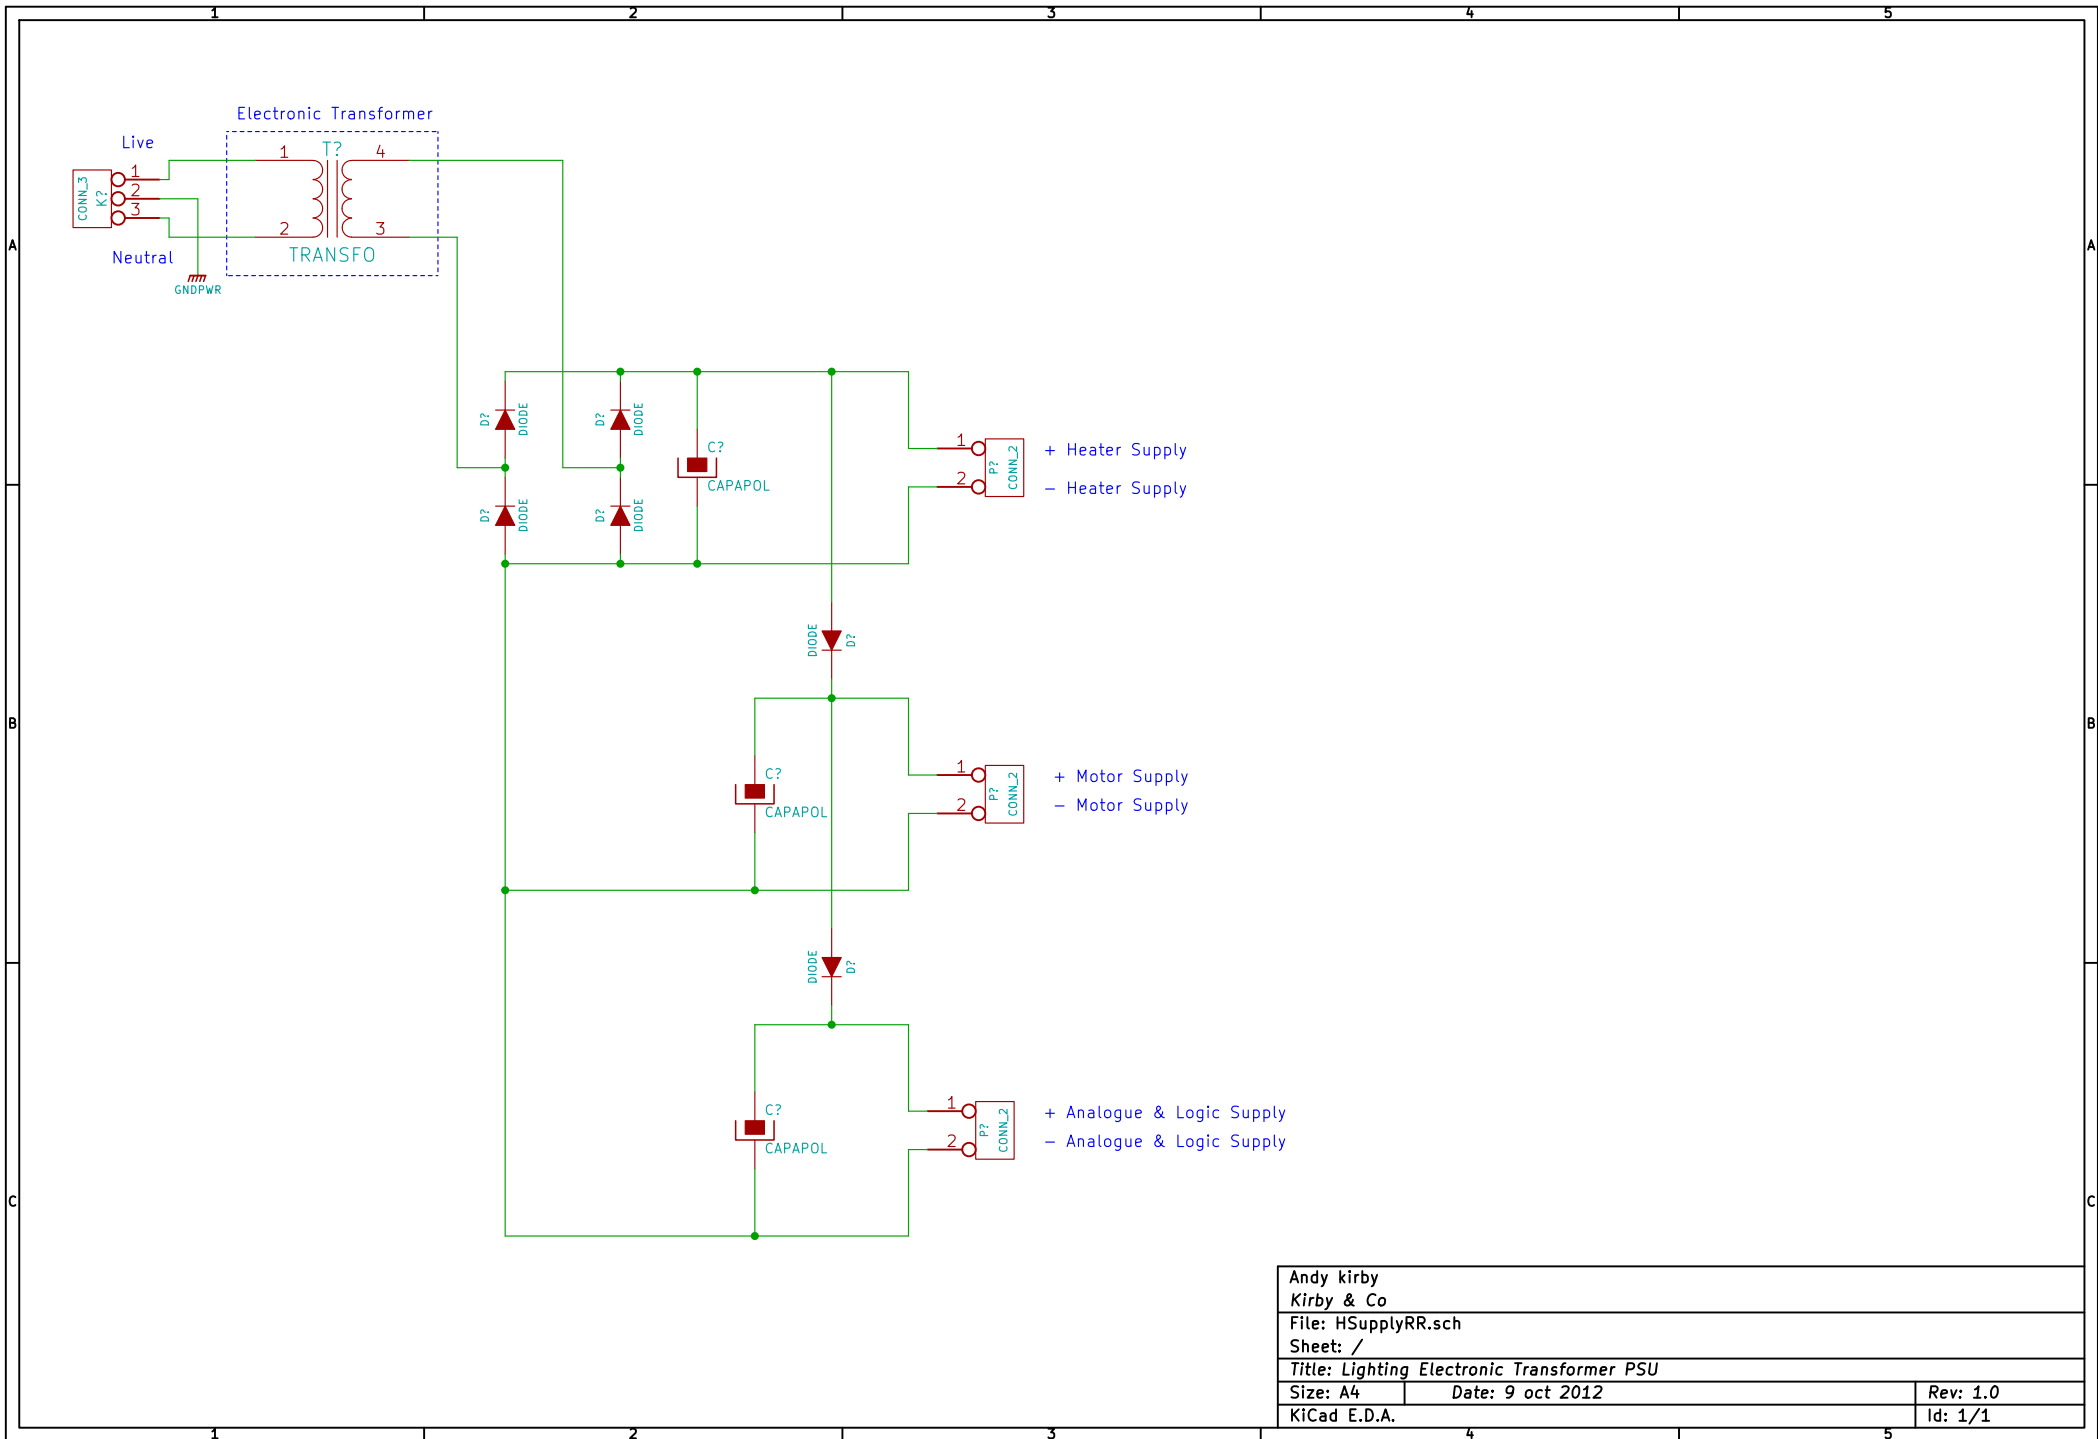 1 2 3 4 5
Electronic Transformer
Live
T?
1 4
CONN_3
K?
1
2
3
2 3
TRANSFO
Neutral
GNDPWR
A A
D? DIODE
D? DIODE
C?
CAPAPOL
1
2
P?
CONN_2
+ Heater Supply
- Heater Supply
D? DIODE
D? DIODE
DIODE D?
B B
C?
CAPAPOL
1
2
P?
CONN_2
+ Motor Supply
- Motor Supply
DIODE D?
C?
CAPAPOL
1
2
P?
CONN_2
+ Analogue & Logic Supply
- Analogue & Logic Supply
C C
Andy kirby
Kirby & Co
File: HSupplyRR.sch
Sheet: /
Title: Lighting Electronic Transformer PSU
Size: A4 Date: 9 oct 2012 Rev: 1.0
KiCad E.D.A. Id: 1/1
1 2 3 4 5